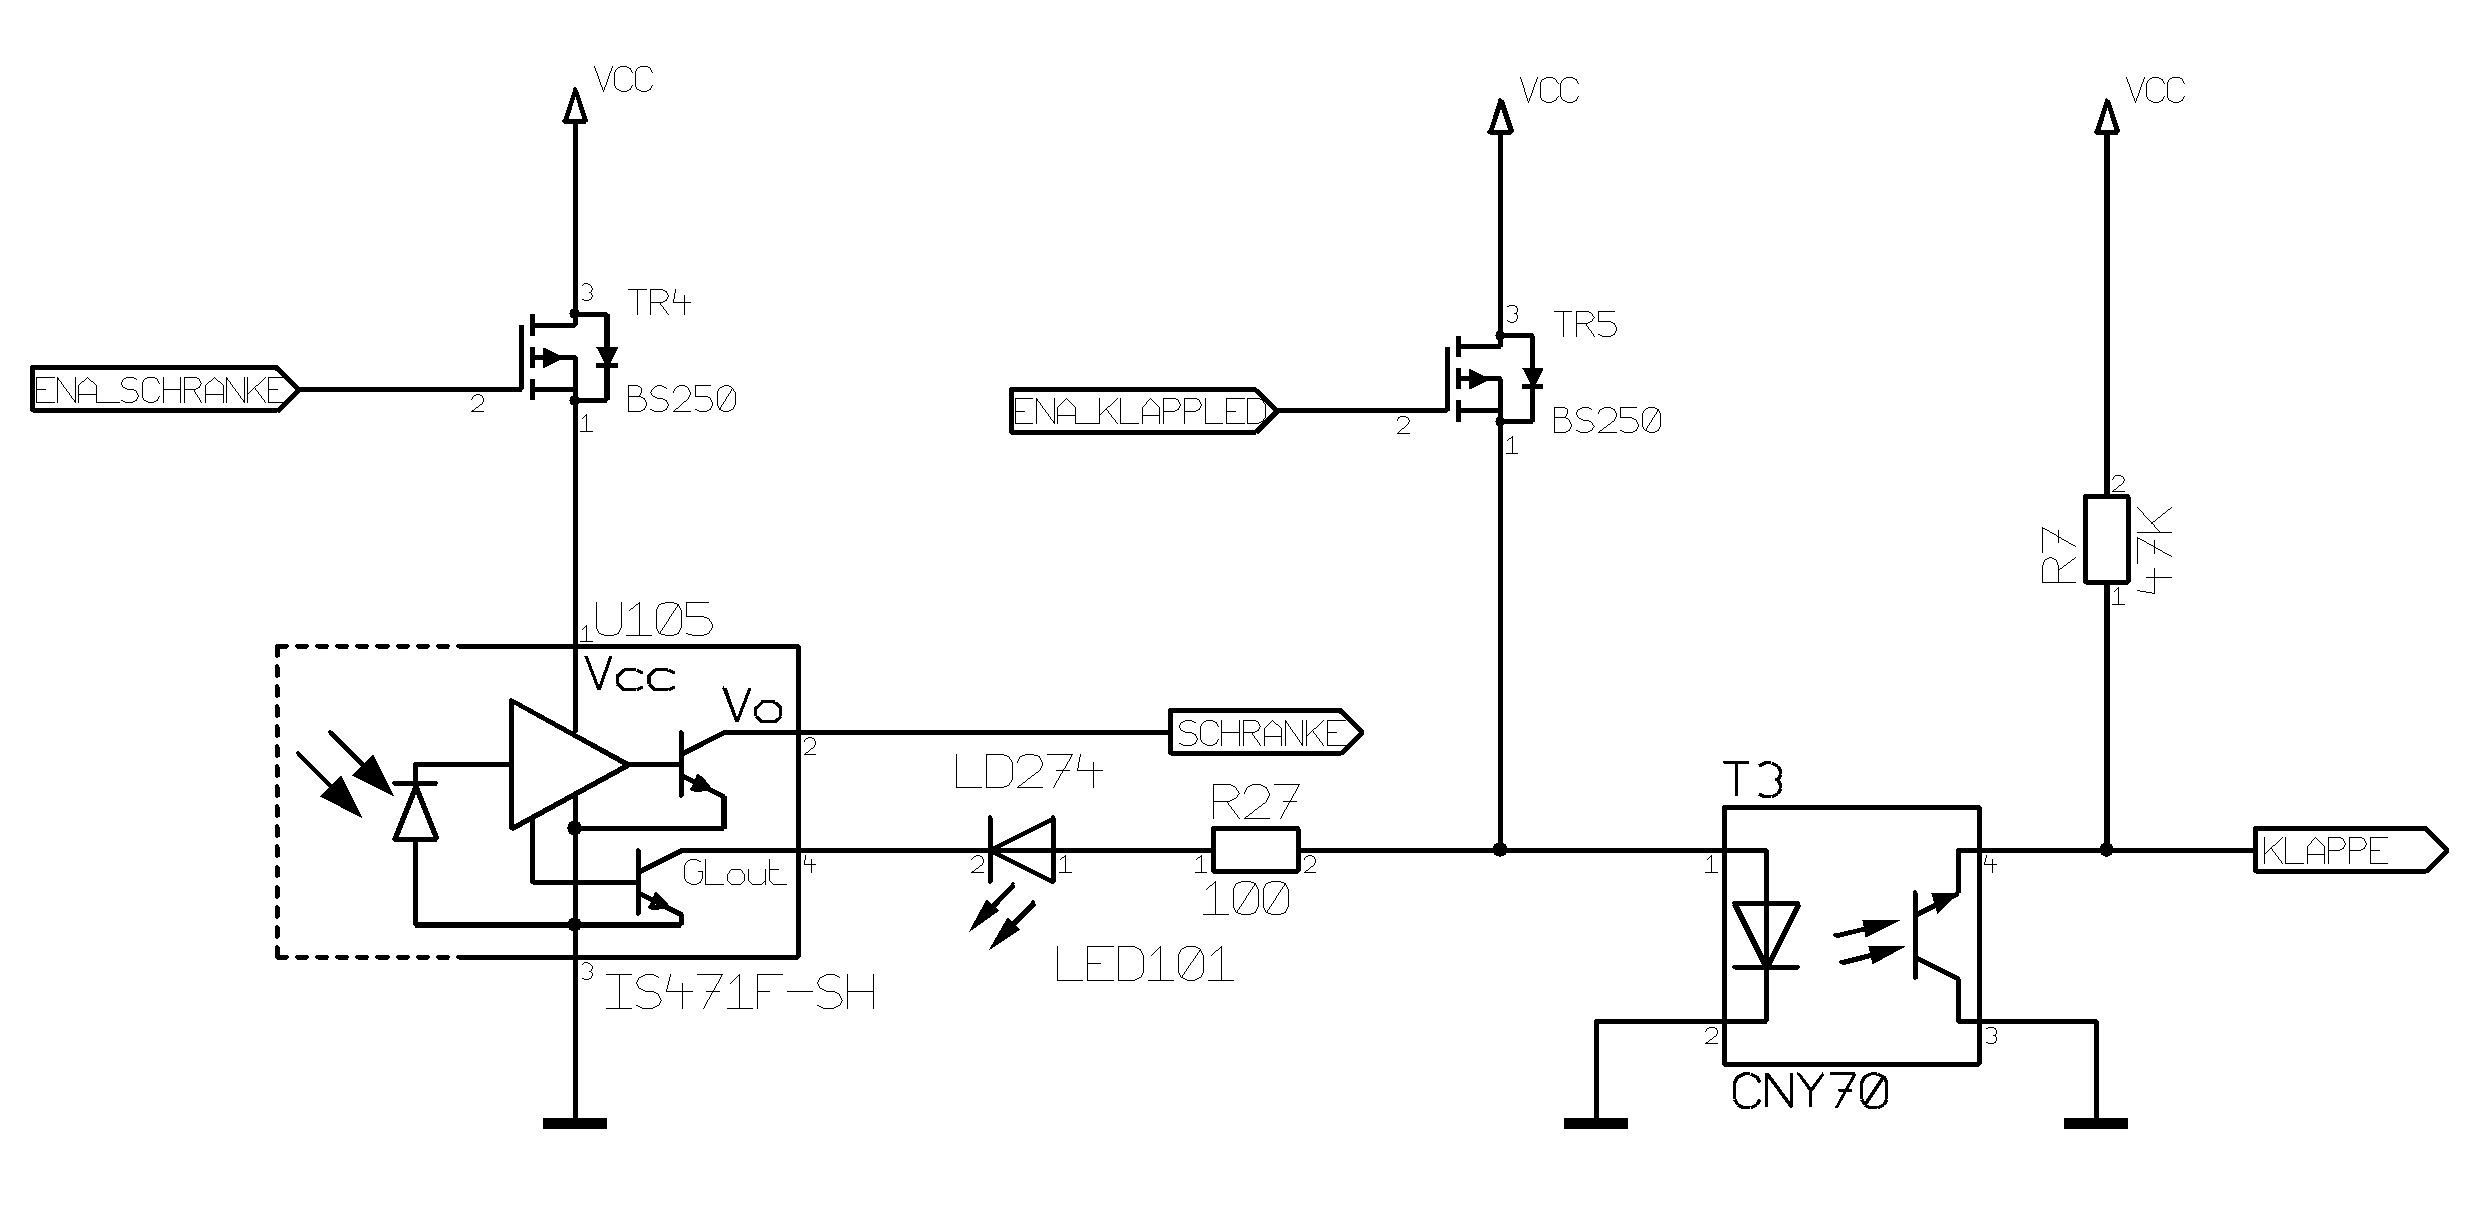 VCC
VCC
VCC
3
TR4
3
TR5
ENA_SCHRANKE
2
BS250
1
ENA_KLAPPLED
2
BS250
1
2
R7
47K
1
1
U105
Vcc
Vo
2
SCHRANKE
LD274
R27
T3
GLout
4
2
1
1
2
100
1
4
KLAPPE
LED101
3
IS471F-SH
2
3
CNY70